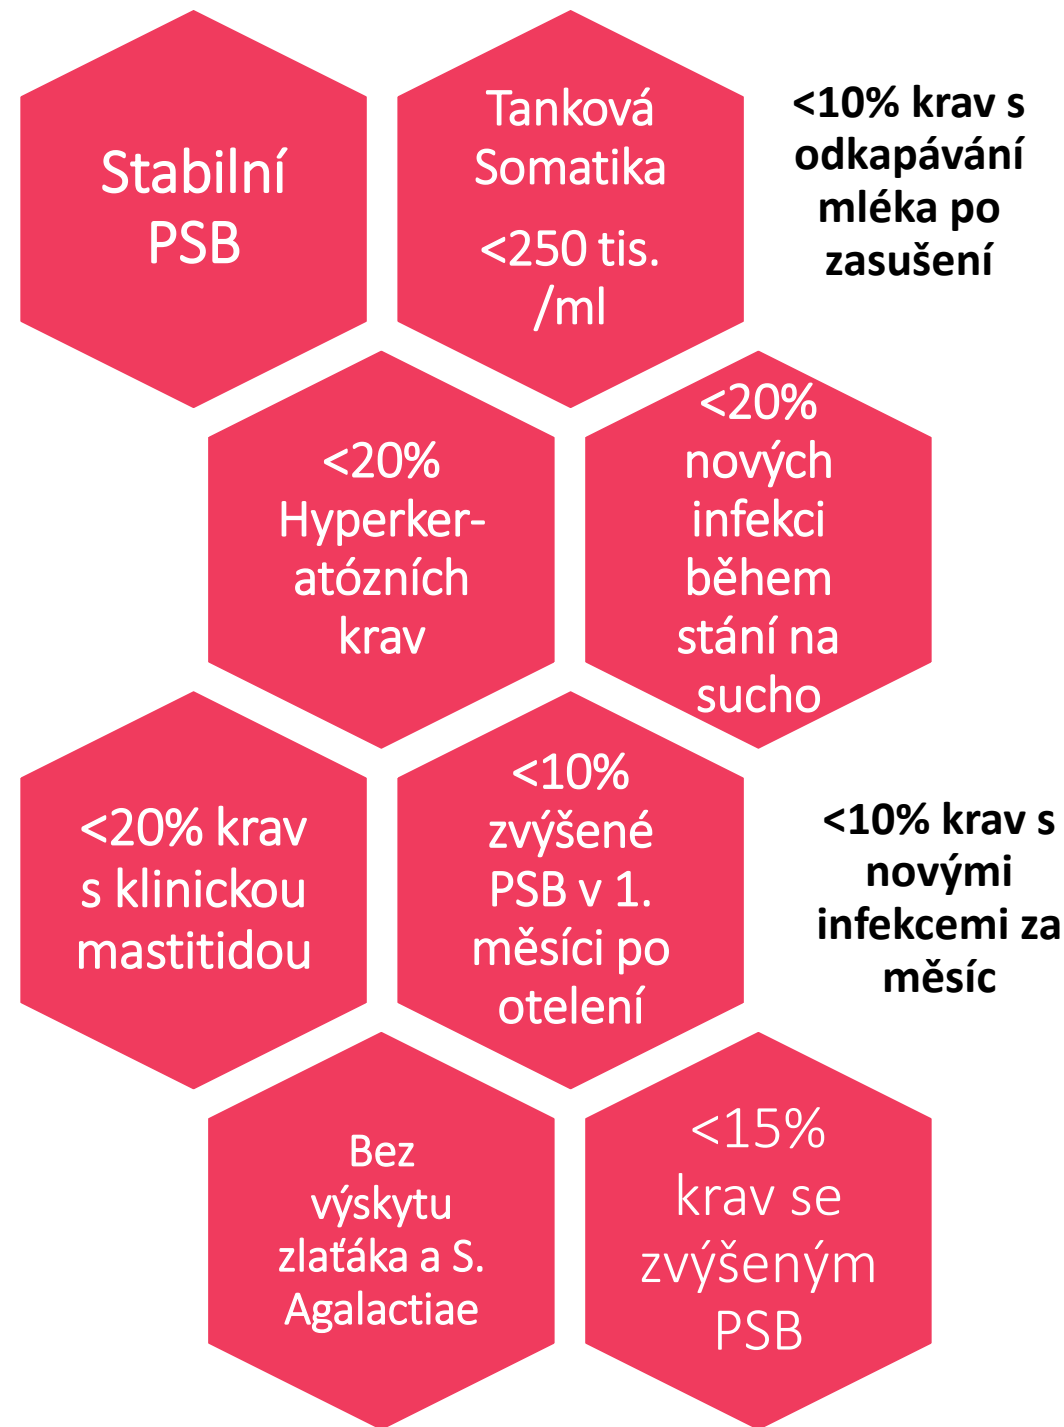 Stabilní
PSB
Tanková
Somatika
<250 tis.
/ml
<10% krav s
odkapávání
mléka po
zasušení
<20%
Hyperker-
atózních
krav
<20%
nových
infekci
během
stání na
sucho
<20% krav
s klinickou
mastitidou
<10%
zvýšené
PSB v 1.
měsíci po
otelení
<10% krav s
novými
infekcemi za
měsíc
Bez
výskytu
zlaťáka a S.
Agalactiae
<15%
krav se
zvýšeným
PSB